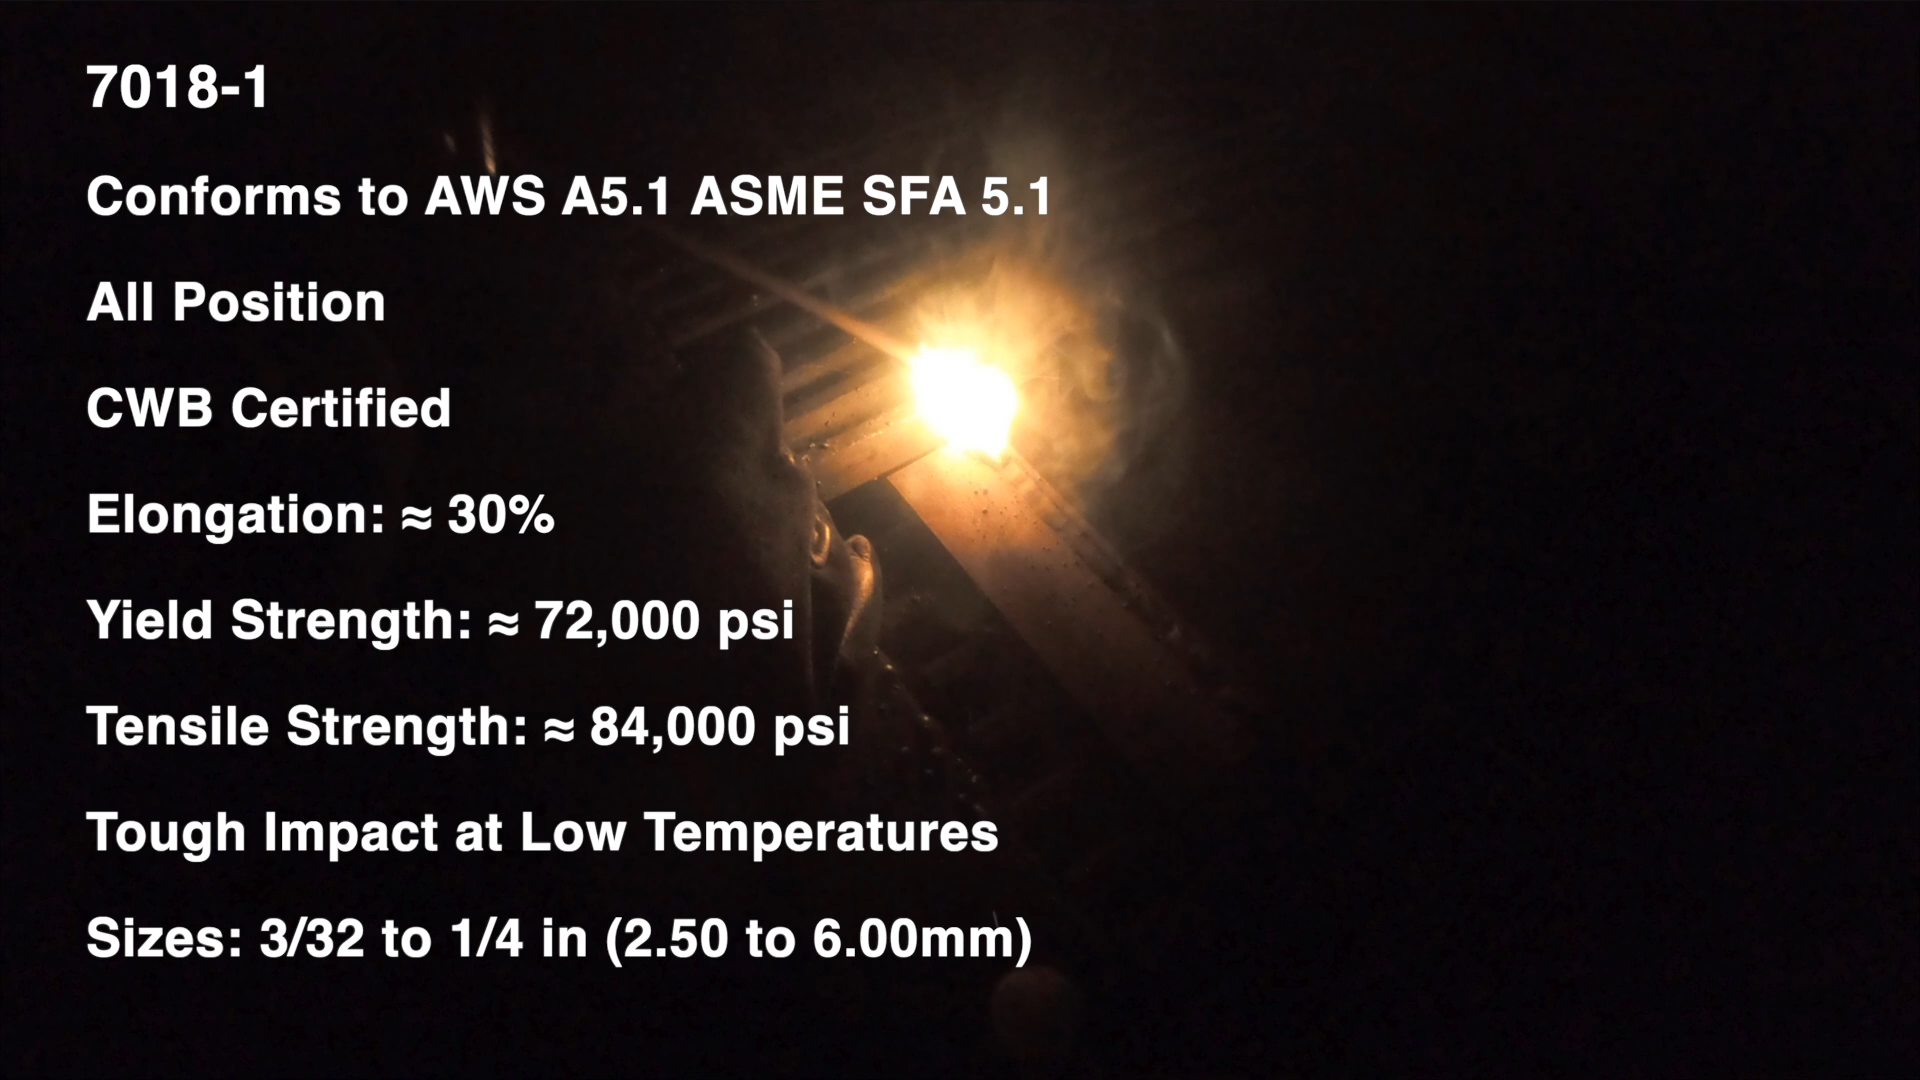 7018-1
Conforms to AWS A5.1 ASME SFA 5.1
All Position
CWB Certified
Elongation: ≈ 30%
Yield Strength: ≈ 72,000 psi
Tensile Strength: ≈ 84,000 psi
Tough Impact at Low Temperatures
Sizes: 3/32 to 1/4 in (2.50 to 6.00mm)